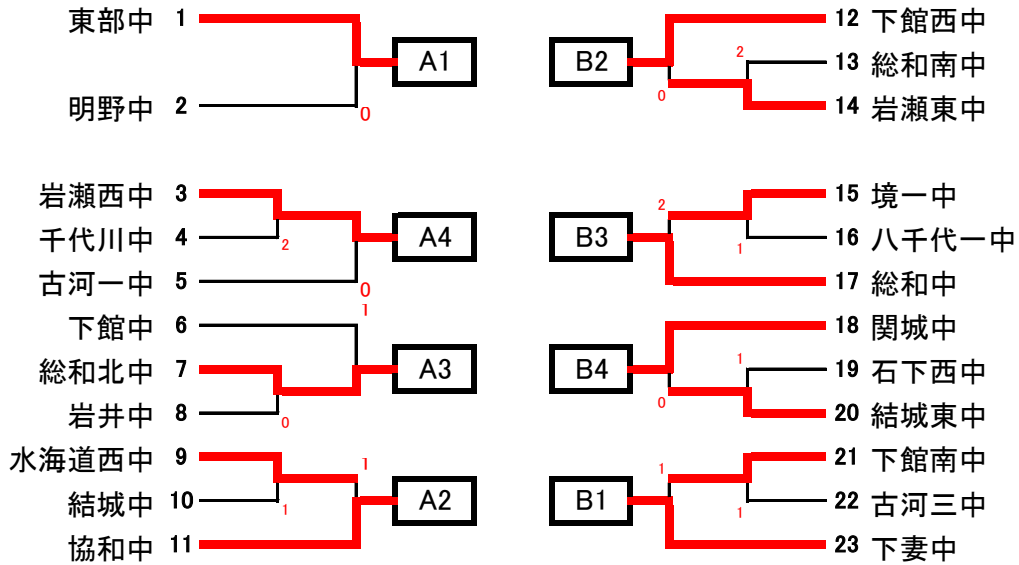 東部中 1
A1
明野中 2
0
岩瀬西中 3
千代川中 4
2
A4
古河一中 5
0
1
下館中 6
総和北中 7
A3
岩井中 8
0
水海道西中 9
1
結城中 10
1
A2
協和中 11
12 下館西中
B2
2
13 総和南中
0
14 岩瀬東中
15 境一中
2
B3
16 八千代一中
1
17 総和中
18 関城中
1
B4
19 石下西中
0
20 結城東中
21 下館南中
1
B1
22 古河三中
1
23 下妻中